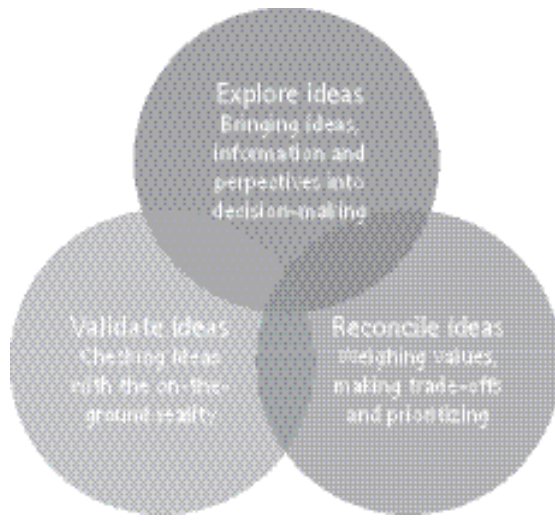 Explore ideas
Bringing ideas,
information and
perpectives into
decision-making
Validate ideas
Checking ideas
with the on-the-
ground reality
Reconcile ideas
Weighing values,
making trade-offs
and prioritizing